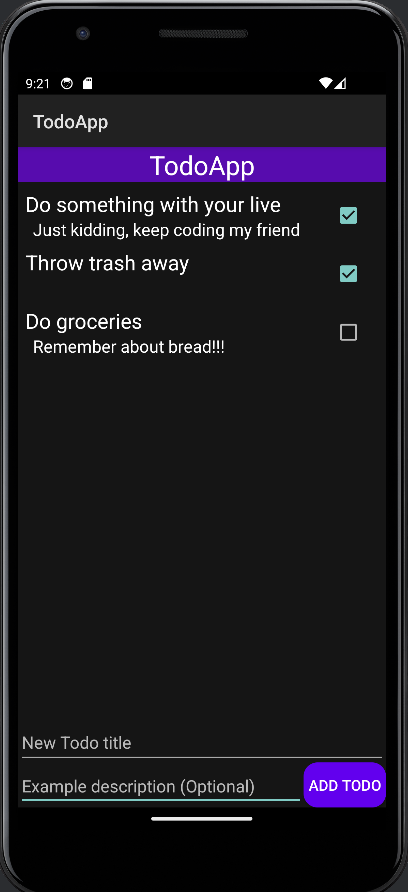 9:21
TodoApp
TodoApp
Do something with your live
Just kidding, keep coding my friend
Throw trash away
Do groceries
Remember about bread!!!
New Todo title
Example description (Optional)
ADD TODO